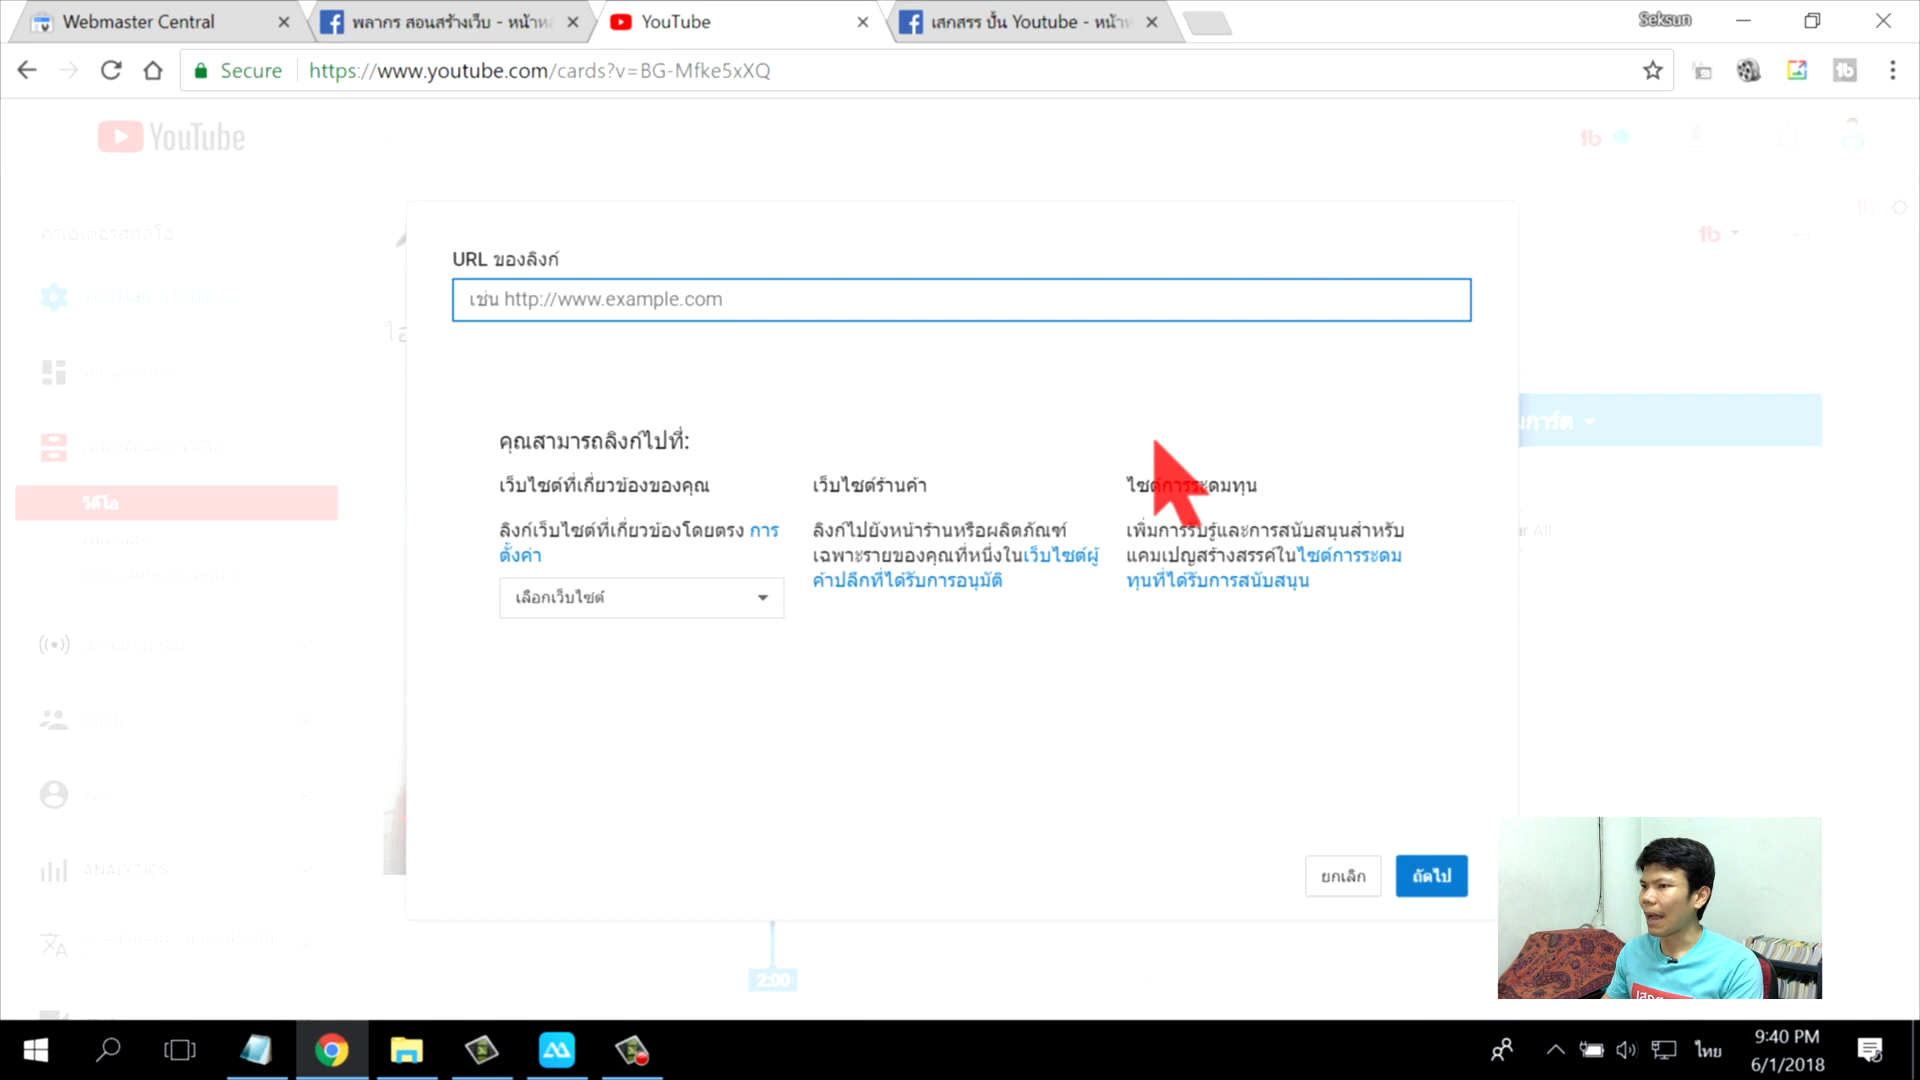 Webmaster Central
พลากร สอนสร้างเว็บ - หน้าห
YouTube
เสกสรร ปั้น Youtube - หน้า
Seksun
Secure
https://www.youtube.com/cards?v=BG-Mfke5xXQ
YouTube
URL ของลิงก์
เช่น http://www.example.com
การ์ด
คุณสามารถลิงก์ไปที่:
เว็บไซต์ที่เกี่ยวข้องของคุณ
ลิงก์เว็บไซต์ที่เกี่ยวข้องโดยตรง การ
ตั้งค่า
เลือกเว็บไซต์
เว็บไซต์ร้านค้า
ลิงก์ไปยังหน้าร้านหรือผลิตภัณฑ์
เฉพาะรายของคุณที่หนึ่งในเว็บไซต์ผู้
ค้าปลีกที่ได้รับการอนุมัติ
ไซต์การระดมทุน
เพิ่มการรับรู้และการสนับสนุนสำหรับ
แคมเปญสร้างสรรค์ในไซต์การระดม
ทุนที่ได้รับการสนับสนุน
วิดีโอ
All
ANALYTICS
ยกเลิก
ถัดไป
2:00
ไทย
9:40 PM
6/1/2018